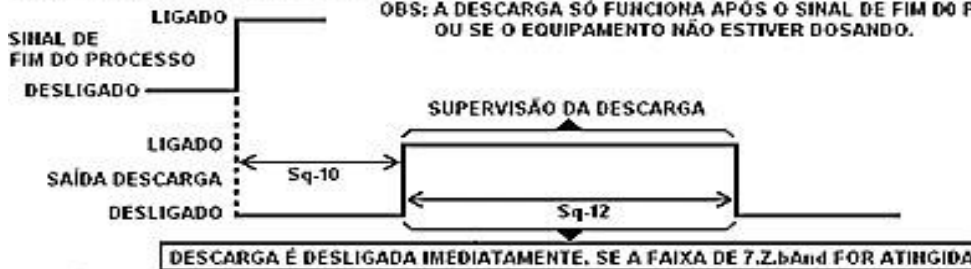 LIGADO
OBS: A DESCARGA SÓ FUNCIONA APÓS O SINAL DE FIM DO
OU SE O EQUIPAMENTO NÃO ESTIVER DOSANDO.
SINAL DE
FIM DO PROCESSO
DESLIGADO
SUPERVISÃO DA DESCARGA
LIGADO
Sq-10
SAÍDA DESCARGA
Sq-12
DESLIGADO
DESCARGA É DESLIGADA IMEDIATAMENTE, SE A FAIXA DE 7.Z.bAnd FOR ATINGIDA